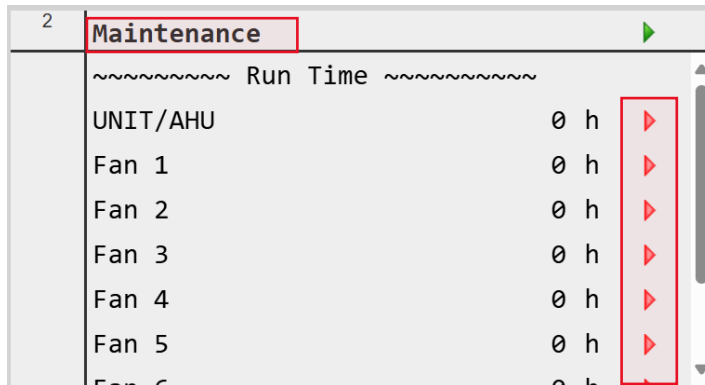 2
Maintenance
~~~~~~~~~ Run Time ~~~~~~~~~~
UNIT/AHU 0 h
Fan 1 0 h
Fan 2 0 h
Fan 3 0 h
Fan 4 0 h
Fan 5 0 h